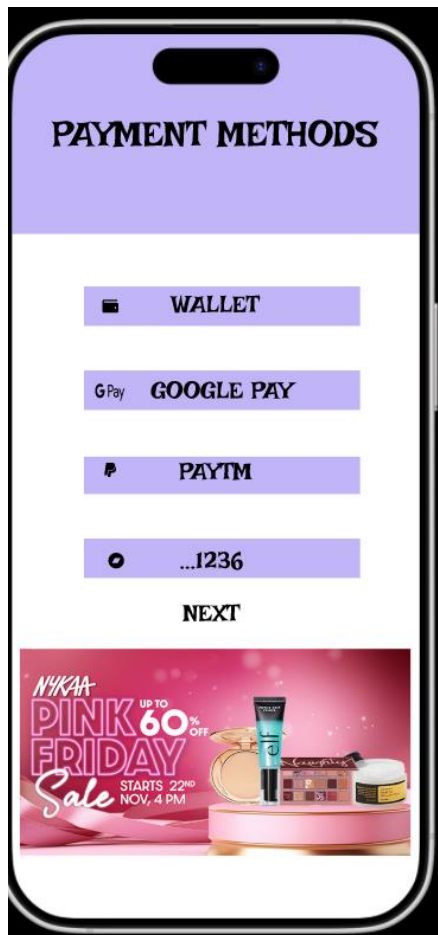 PAYMENT METHODS
WALLET
G Pay GOOGLE PAY
PAYTM
...1236
NEXT
NYKAA
PINK
FRIDAY
Sale
UP TO
60% OFF
STARTS 22ND
NOV, 4 PM
elf